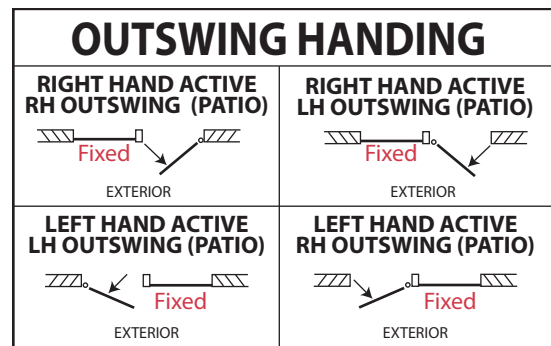 OUTSWING HANDING
RIGHT HAND ACTIVE
RH OUTSWING (PATIO)
Fixed
EXTERIOR
RIGHT HAND ACTIVE
LH OUTSWING (PATIO)
Fixed
EXTERIOR
LEFT HAND ACTIVE
LH OUTSWING (PATIO)
Fixed
EXTERIOR
LEFT HAND ACTIVE
RH OUTSWING (PATIO)
Fixed
EXTERIOR